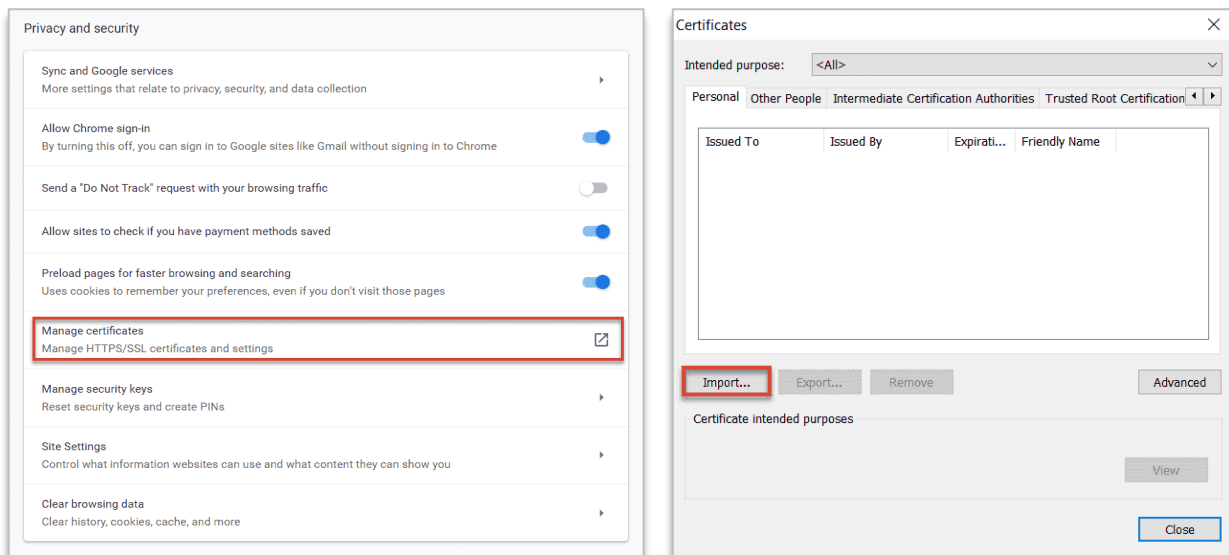 Privacy and security
Sync and Google services
More settings that relate to privacy, security, and data collection
Allow Chrome sign-in
By turning this off, you can sign in to Google sites like Gmail without signing in to Chrome
Send a "Do Not Track" request with your browsing traffic
Allow sites to check if you have payment methods saved
Preload pages for faster browsing and searching
Uses cookies to remember your preferences, even if you don't visit those pages
Manage certificates
Manage HTTPS/SSL certificates and settings
Manage security keys
Reset security keys and create PINs
Site Settings
Control what information websites can use and what content they can show you
Clear browsing data
Clear history, cookies, cache, and more
Certificates
Intended purpose: <All>
Personal Other People Intermediate Certification Authorities Trusted Root Certification
Issued To Issued By Expirati... Friendly Name
Import... Export... Remove Advanced
Certificate intended purposes
View
Close